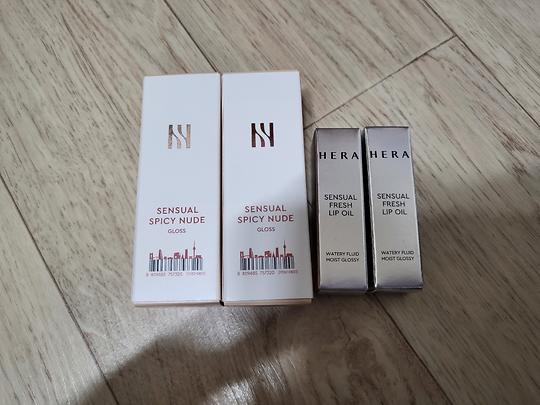 SENSUAL
SPICY NUDE
GLOSS
SENSUAL
SPICY NUDE
GLOSS
HERA
SENSUAL
FRESH
LIP OIL
WATERY FLUID
MOIST GLOSSY
HERA
SENSUAL
FRESH
LIP OIL
WATERY FLUID
MOIST GLOSSY